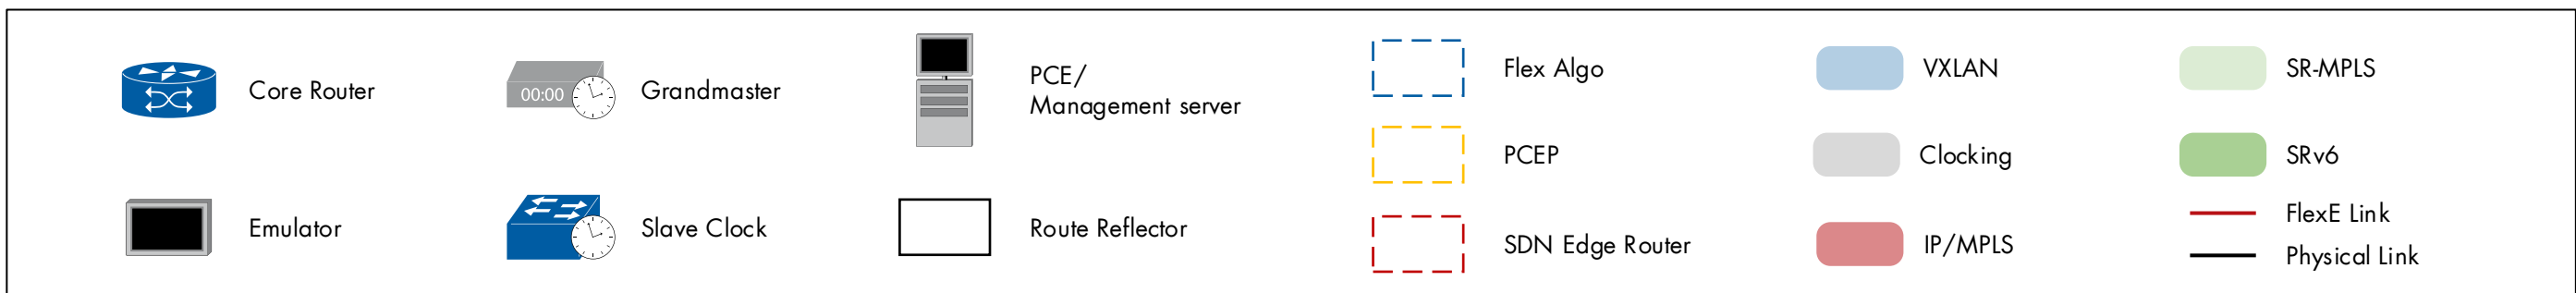 Core Router
00:00
Grandmaster
PCE/
Management server
Flex Algo
VXLAN
SR-MPLS
PCEP
Clocking
SRv6
Emulator
Slave Clock
Route Reflector
SDN Edge Router
IP/MPLS
FlexE Link
Physical Link